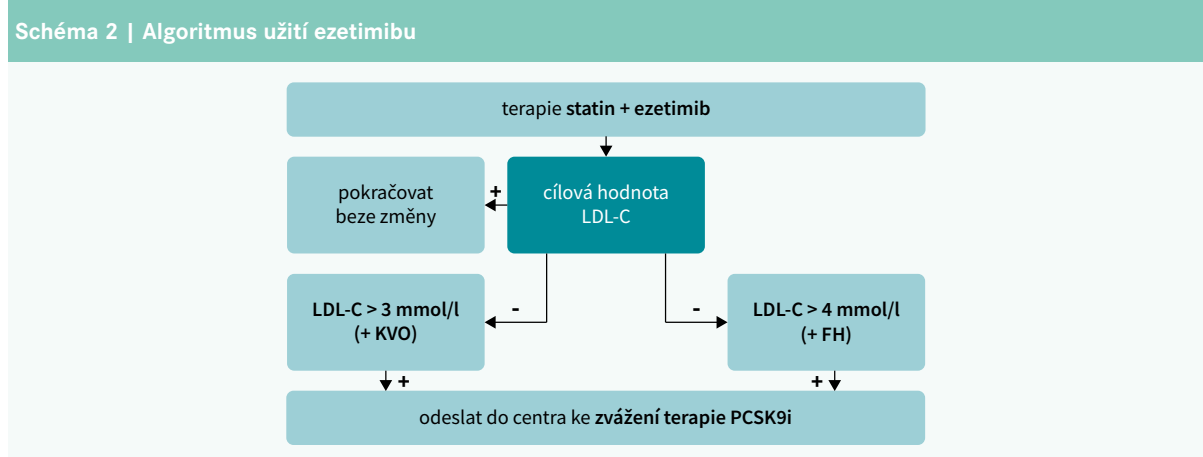 Schéma 2 | Algoritmus užití ezetimibu
terapie statin + ezetimib
pokračovat
beze změny
+
cílová hodnota
LDL-C
LDL-C > 3 mmol/l
(+ KVO)
-
-
LDL-C > 4 mmol/l
(+ FH)
+
+
odeslat do centra ke zvážení terapie PCSK9i